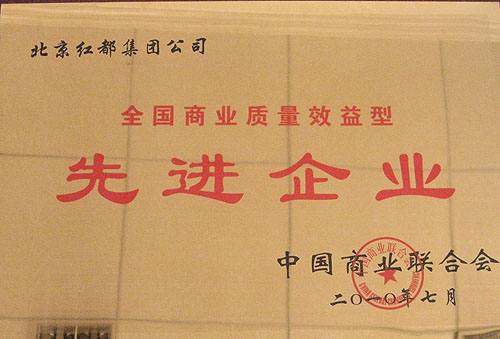 北京红都集团公司
全国商业质量效益型
先进企业
中国商业联合会
二〇一〇年七月